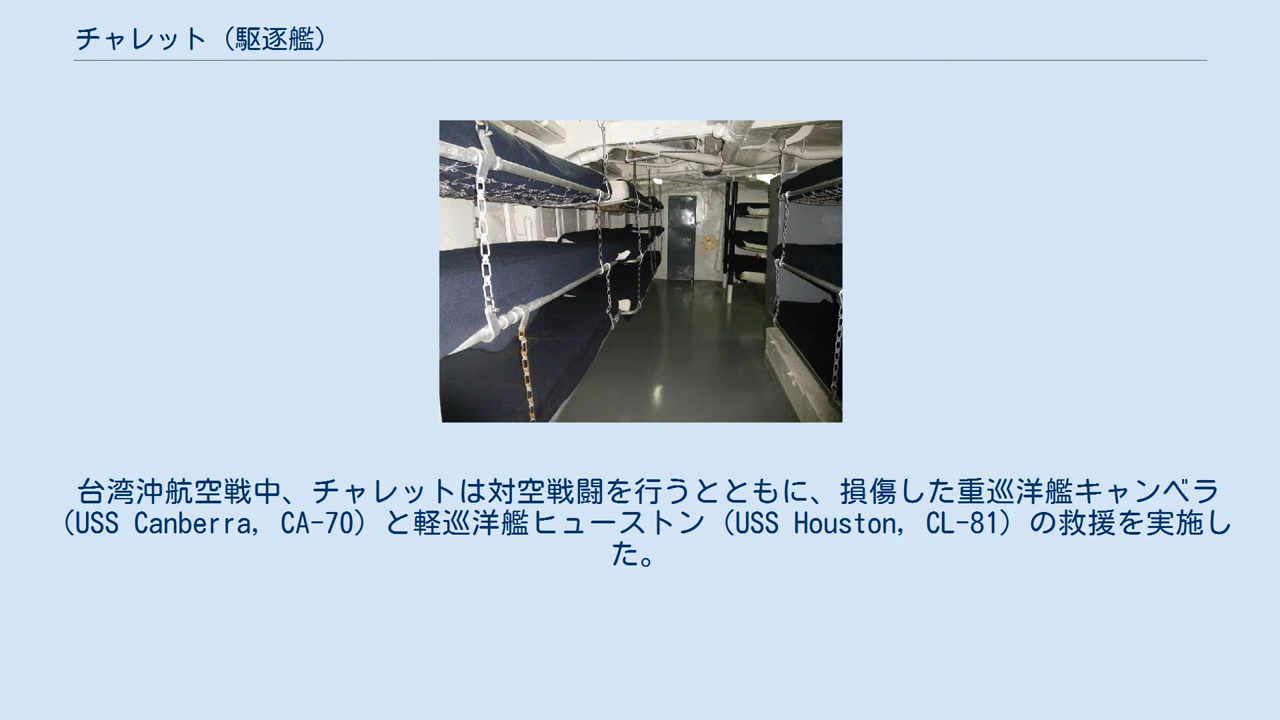 チャレット（駆逐艦）
台湾沖航空戦中、チャレットは対空戦闘を行うとともに、損傷した重巡洋艦キャンベラ
（USS Canberra, CA-70）と軽巡洋艦ヒューストン（USS Houston, CL-81）の救援を実施し
た。